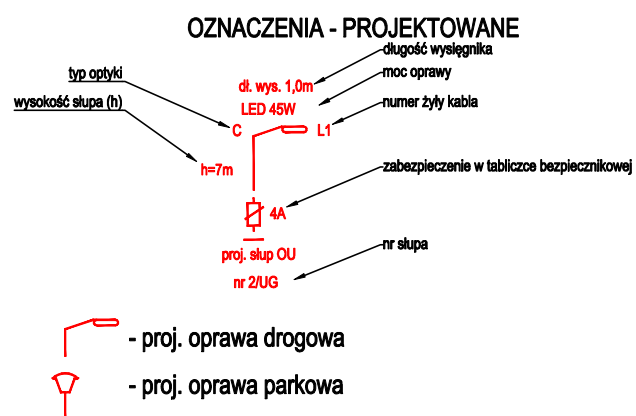 OZNACZENIA - PROJEKTOWANE
długość wysięgnika
typ optyki
dł. wys. 1,0m
moc oprawy
wysokość słupa (h)
LED 45W
numer żyły kabla
C
L1
h=7m
zabezpieczenie w tabliczce bezpiecznikowej
4A
nr słupa
proj. słup OU
nr 2/UG
- proj. oprawa drogowa
- proj. oprawa parkowa